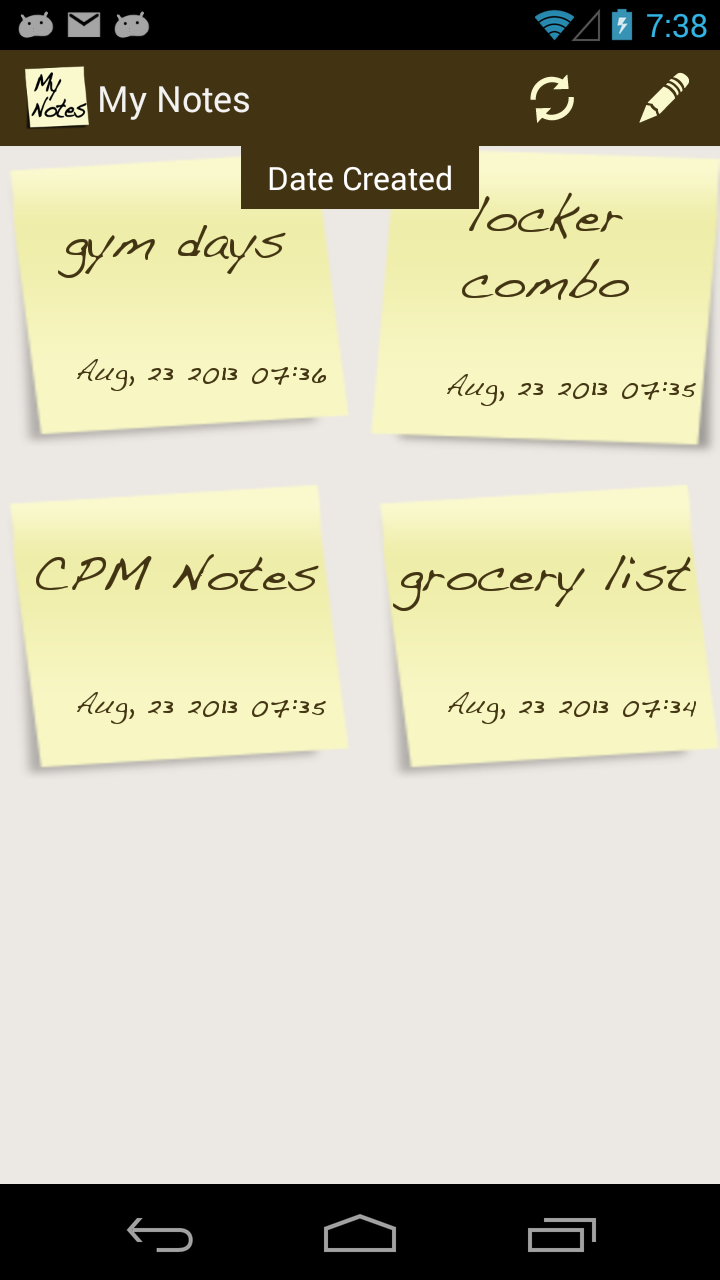 7:38
My Notes
My Notes
Date Created
gym days
Aug, 23 2013 07:36
locker
combo
Aug, 23 2013 07:35
CPM Notes
Aug, 23 2013 07:35
grocery list
Aug, 23 2013 07:34